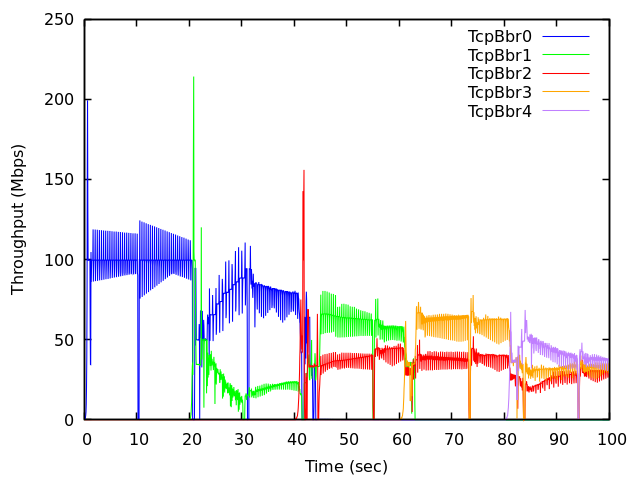 250
200
150
100
50
0
Throughput (Mbps)
TcpBbr0
TcpBbr1
TcpBbr2
TcpBbr3
TcpBbr4
0 10 20 30 40 50 60 70 80 90 100
Time (sec)